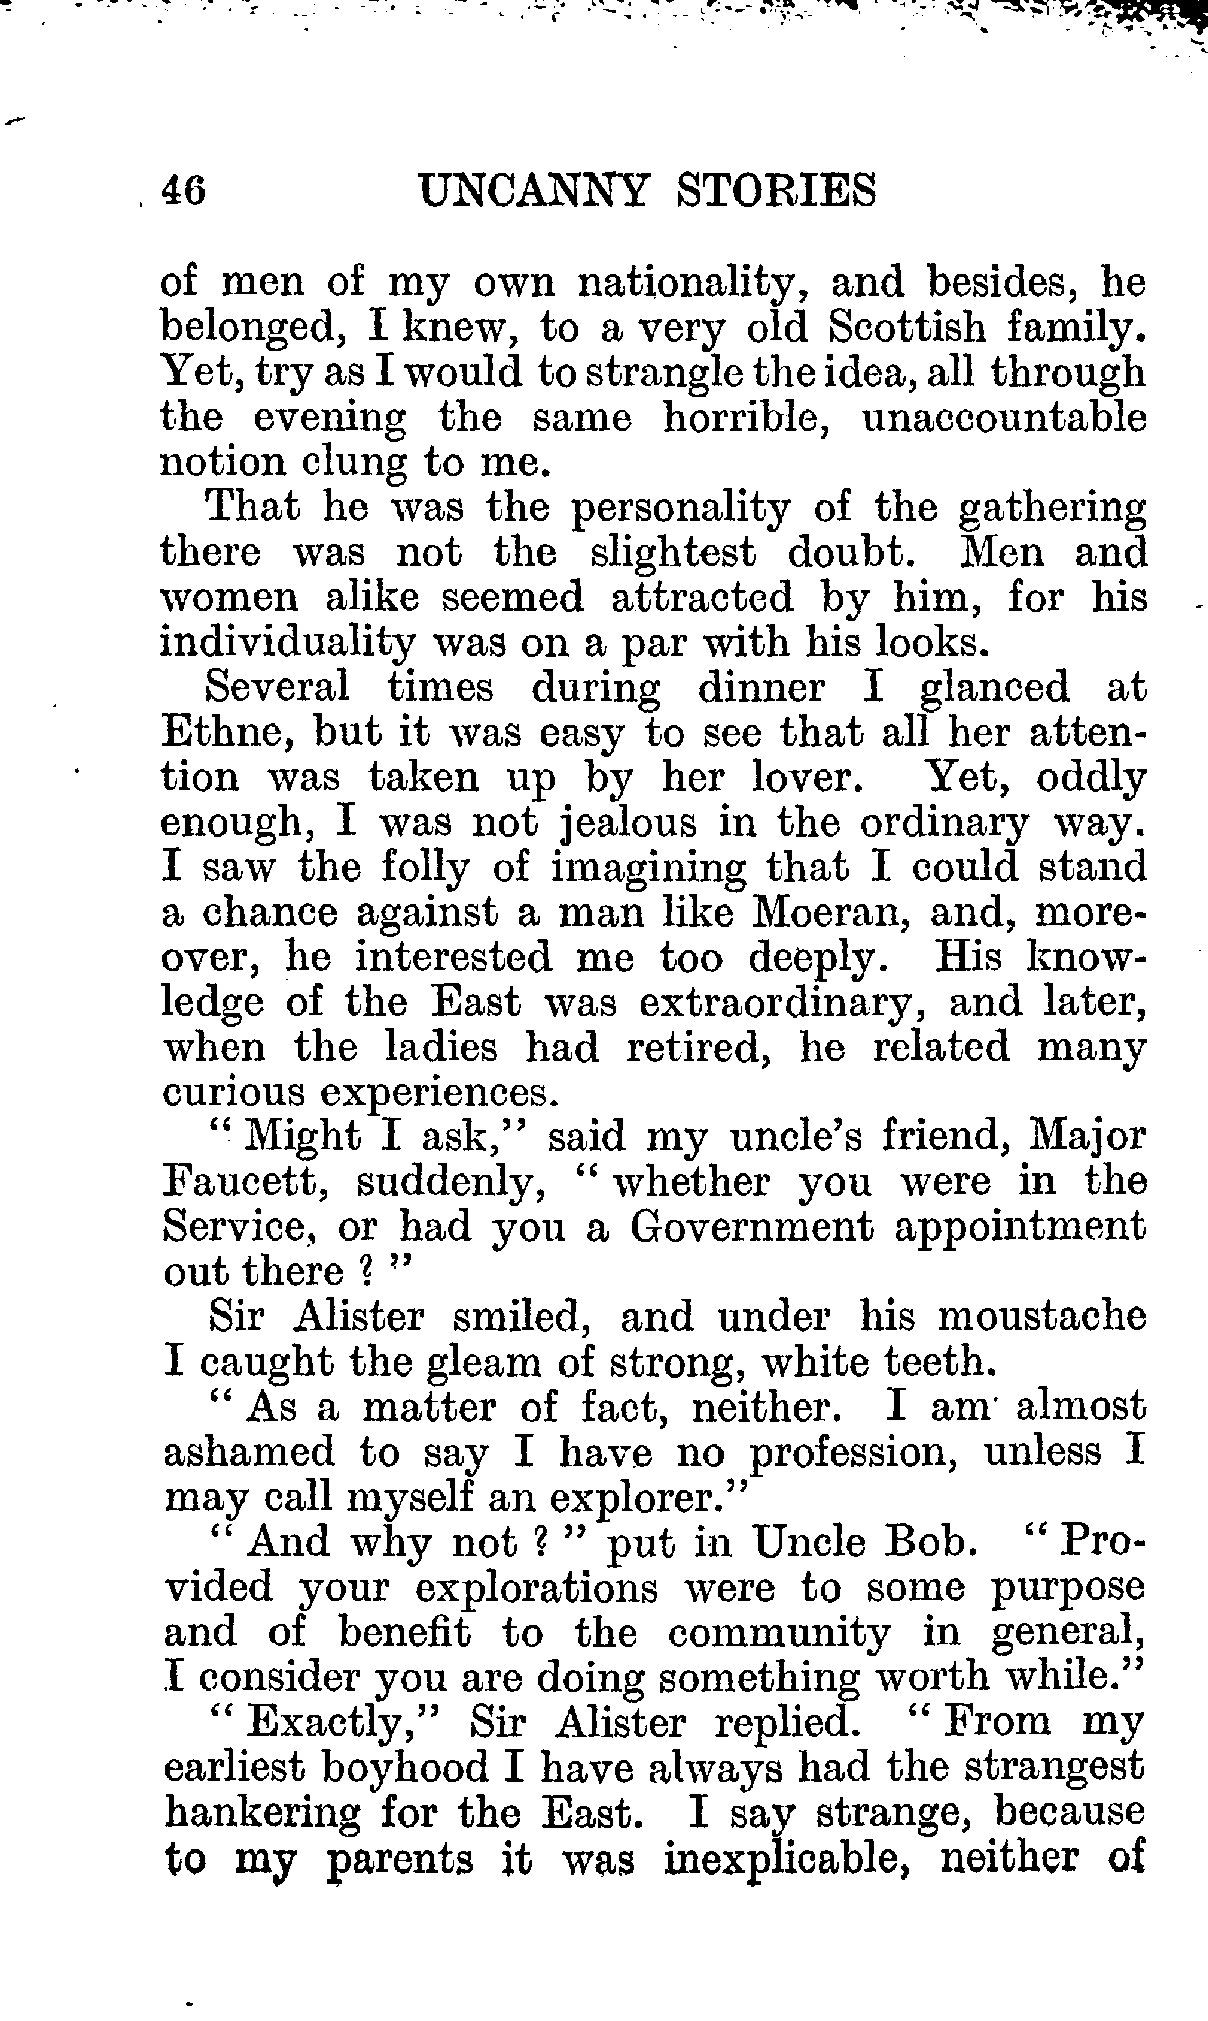 46 UNCANNY STORIES
of men of my own nationality, and besides, he
belonged, I knew, to a very old Scottish family.
Yet, try as I would to strangle the idea, all through
the evening the same horrible, unaccountable
notion clung to me.
That he was the personality of the gathering
there was not the slightest doubt. Men and
women alike seemed attracted by him, for his
individuality was on a par with his looks.
Several times during dinner I glanced at
Ethne, but it was easy to see that all her atten-
tion was taken up by her lover. Yet, oddly
enough, I was not jealous in the ordinary way.
I saw the folly of imagining that I could stand
a chance against a man like Moeran, and, more-
over, he interested me too deeply. His know-
ledge of the East was extraordinary, and later,
when the ladies had retired, he related many
curious experiences.
“ Might I ask,” said my uncle’s friend, Major
Faucett, suddenly, “ whether you were in the
Service, or had you a Government appointment
out there ? ”
Sir Alister smiled, and under his moustache
I caught the gleam of strong, white teeth.
“ As a matter of fact, neither. I am almost
ashamed to say I have no profession, unless I
may call myself an explorer.”
“ And why not ? ” put in Uncle Bob. “ Pro-
vided your explorations were to some purpose
and of benefit to the community in general,
I consider you are doing something worth while.”
“ Exactly,” Sir Alister replied. “ From my
earliest boyhood I have always had the strangest
hankering for the East. I say strange, because
to my parents it was inexplicable, neither of